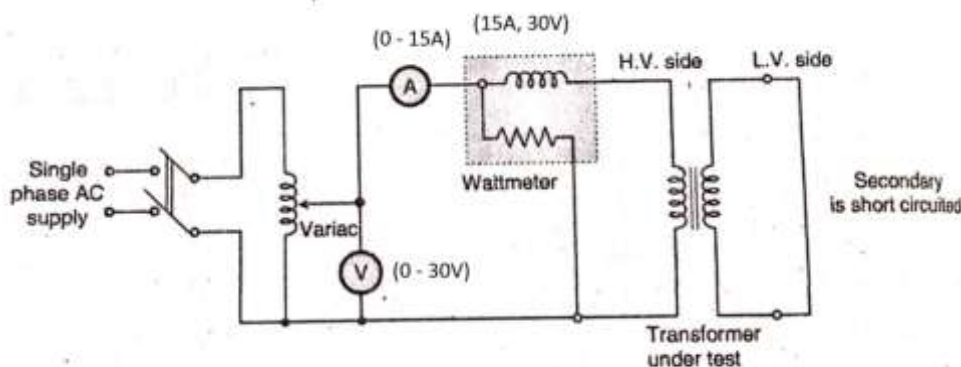 (15A, 30V)
(0 - 15A)
H.V. side
L.V. side
A
Single
phase AC
supply
Wattmeter
Variac
Secondary
is short circuited
V
(0 - 30V)
Transformer
under test